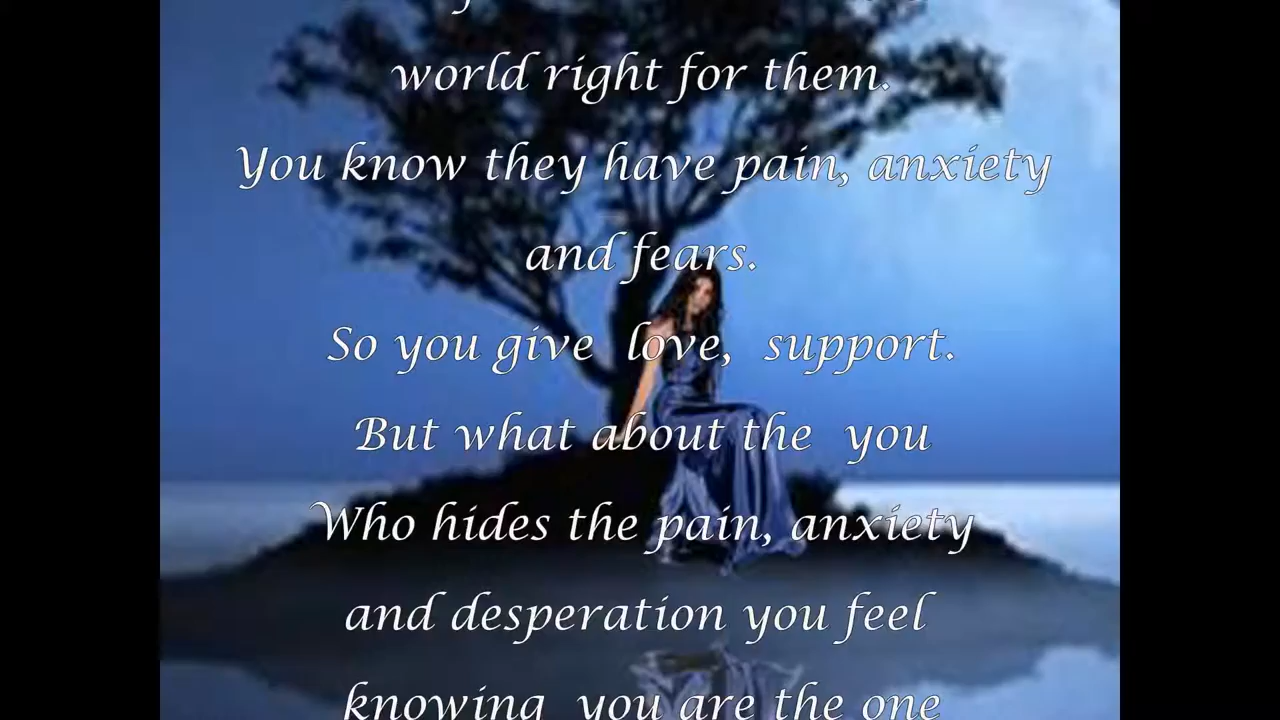 world right for them.
You know they have pain, anxiety
and fears.
So you give love, support.
But what about the you
Who hides the pain, anxiety
and desperation you feel
knowing you are the one